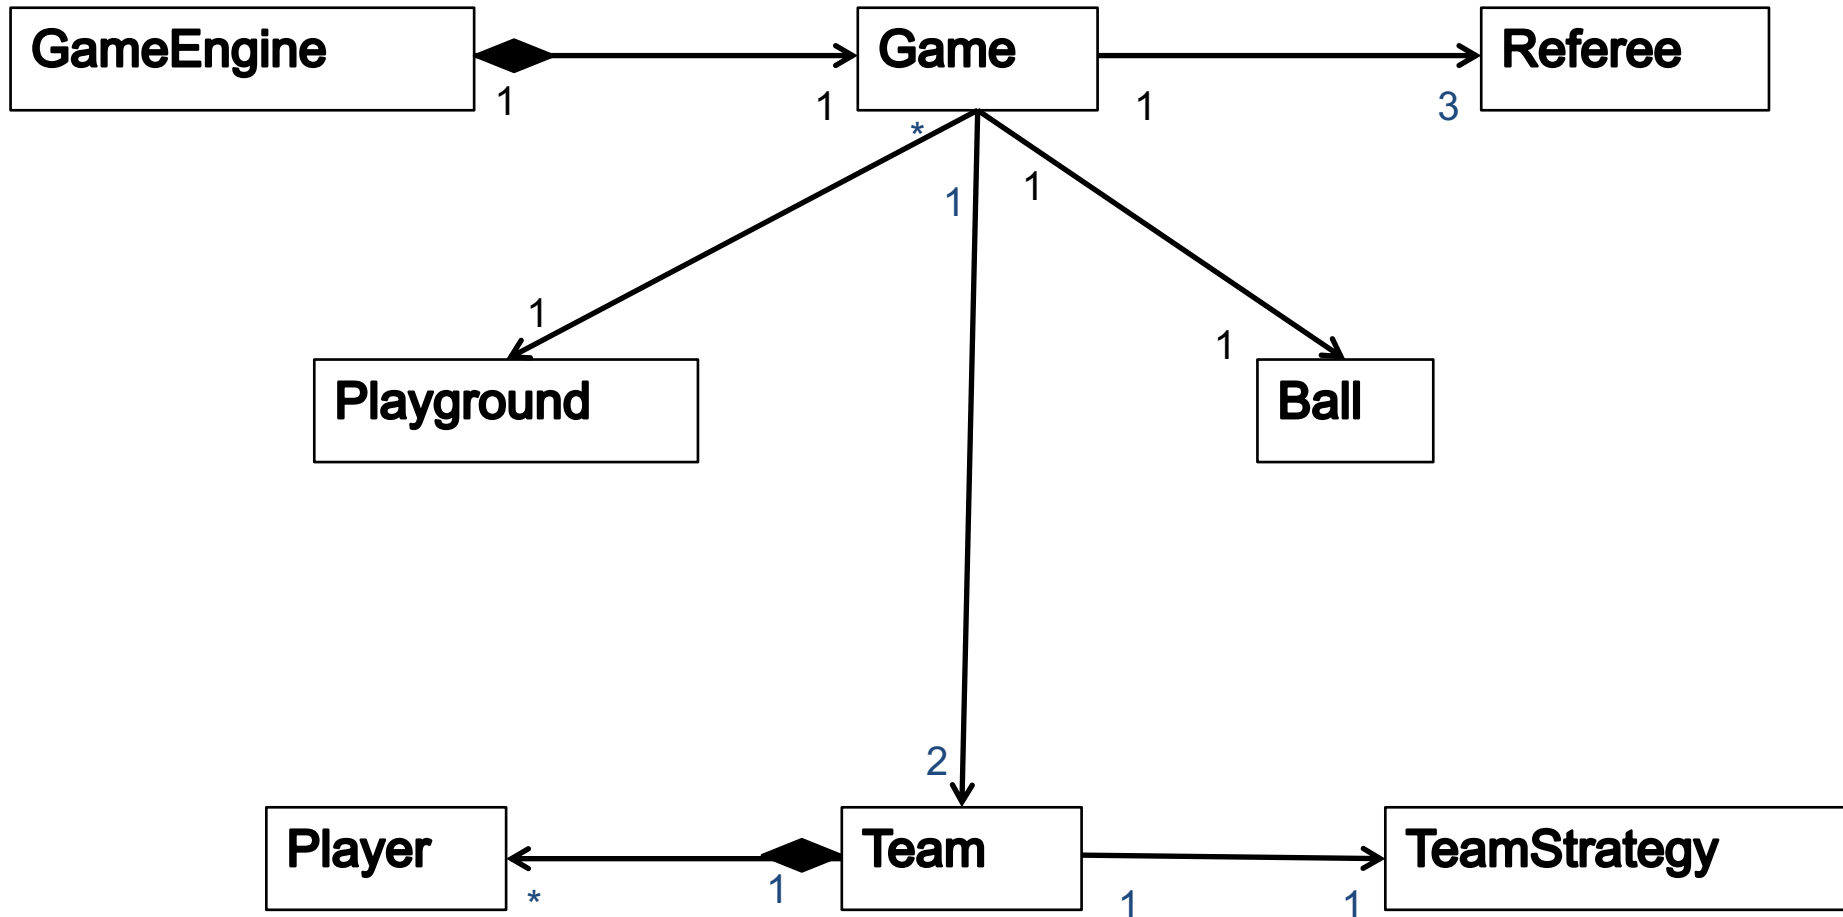 GameEngine
Game
Referee
1
1
1
3
*
1
1
1
1
Playground
Ball
2
Player
Team
TeamStrategy
*
1
1
1